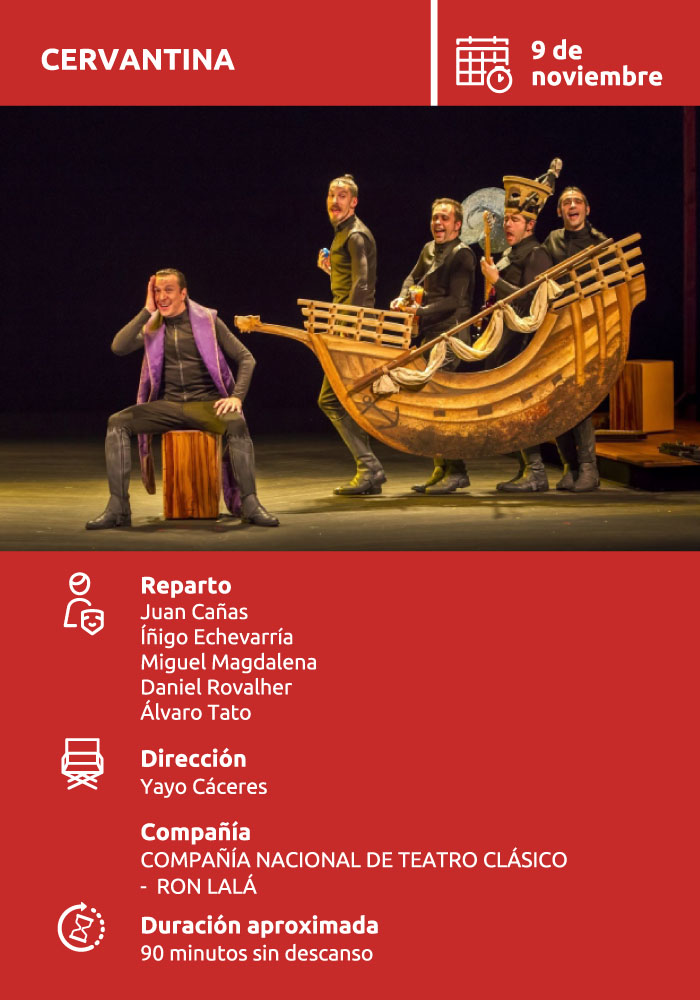 CERVANTINA
9 de
noviembre
Reparto
Juan Cañas
Íñigo Echevarría
Miguel Magdalena
Daniel Rovalher
Álvaro Tato
Dirección
Yayo Cáceres
Compañía
COMPAÑÍA NACIONAL DE TEATRO CLÁSICO
- RON LALÁ
Duración aproximada
90 minutos sin descanso